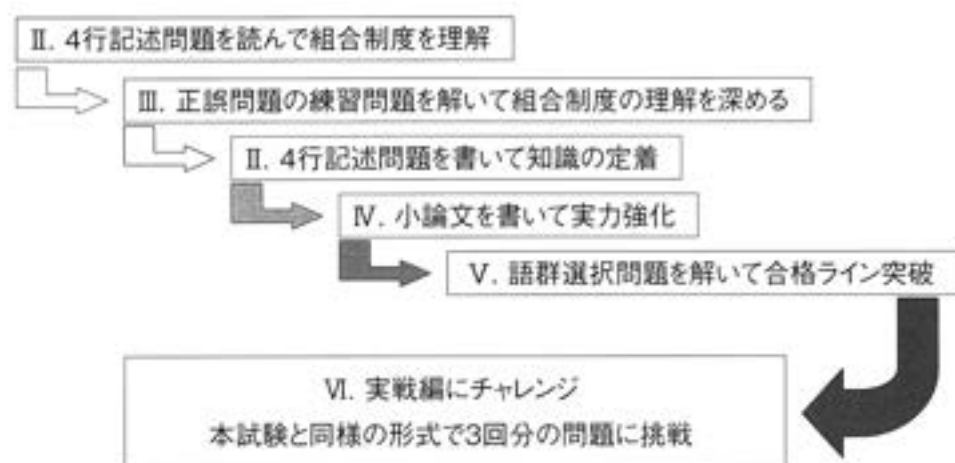 Ⅱ. 4行記述問題を読んで組合制度を理解
Ⅲ. 正誤問題の練習問題を解いて組合制度の理解を深める
Ⅱ. 4行記述問題を書いて知識の定着
Ⅳ. 小論文を書いて実力強化
Ⅴ. 語群選択問題を解いて合格ライン突破
Ⅵ. 実戦編にチャレンジ
本試験と同様の形式で3回分の問題に挑戦